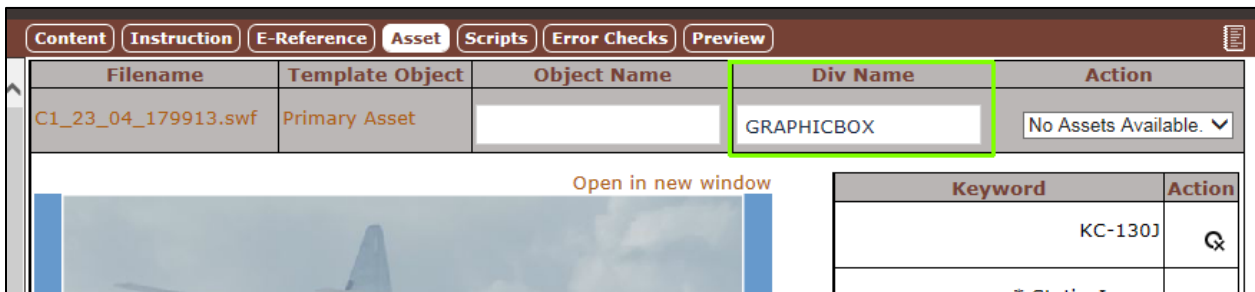 Content Instruction E-Reference Asset Scripts Error Checks Preview
Filename Template Object Object Name Div Name Action
C1_23_04_179913.swf Primary Asset GRAPHICBOX No Assets Available.
Open in new window
Keyword Action
KC-130J